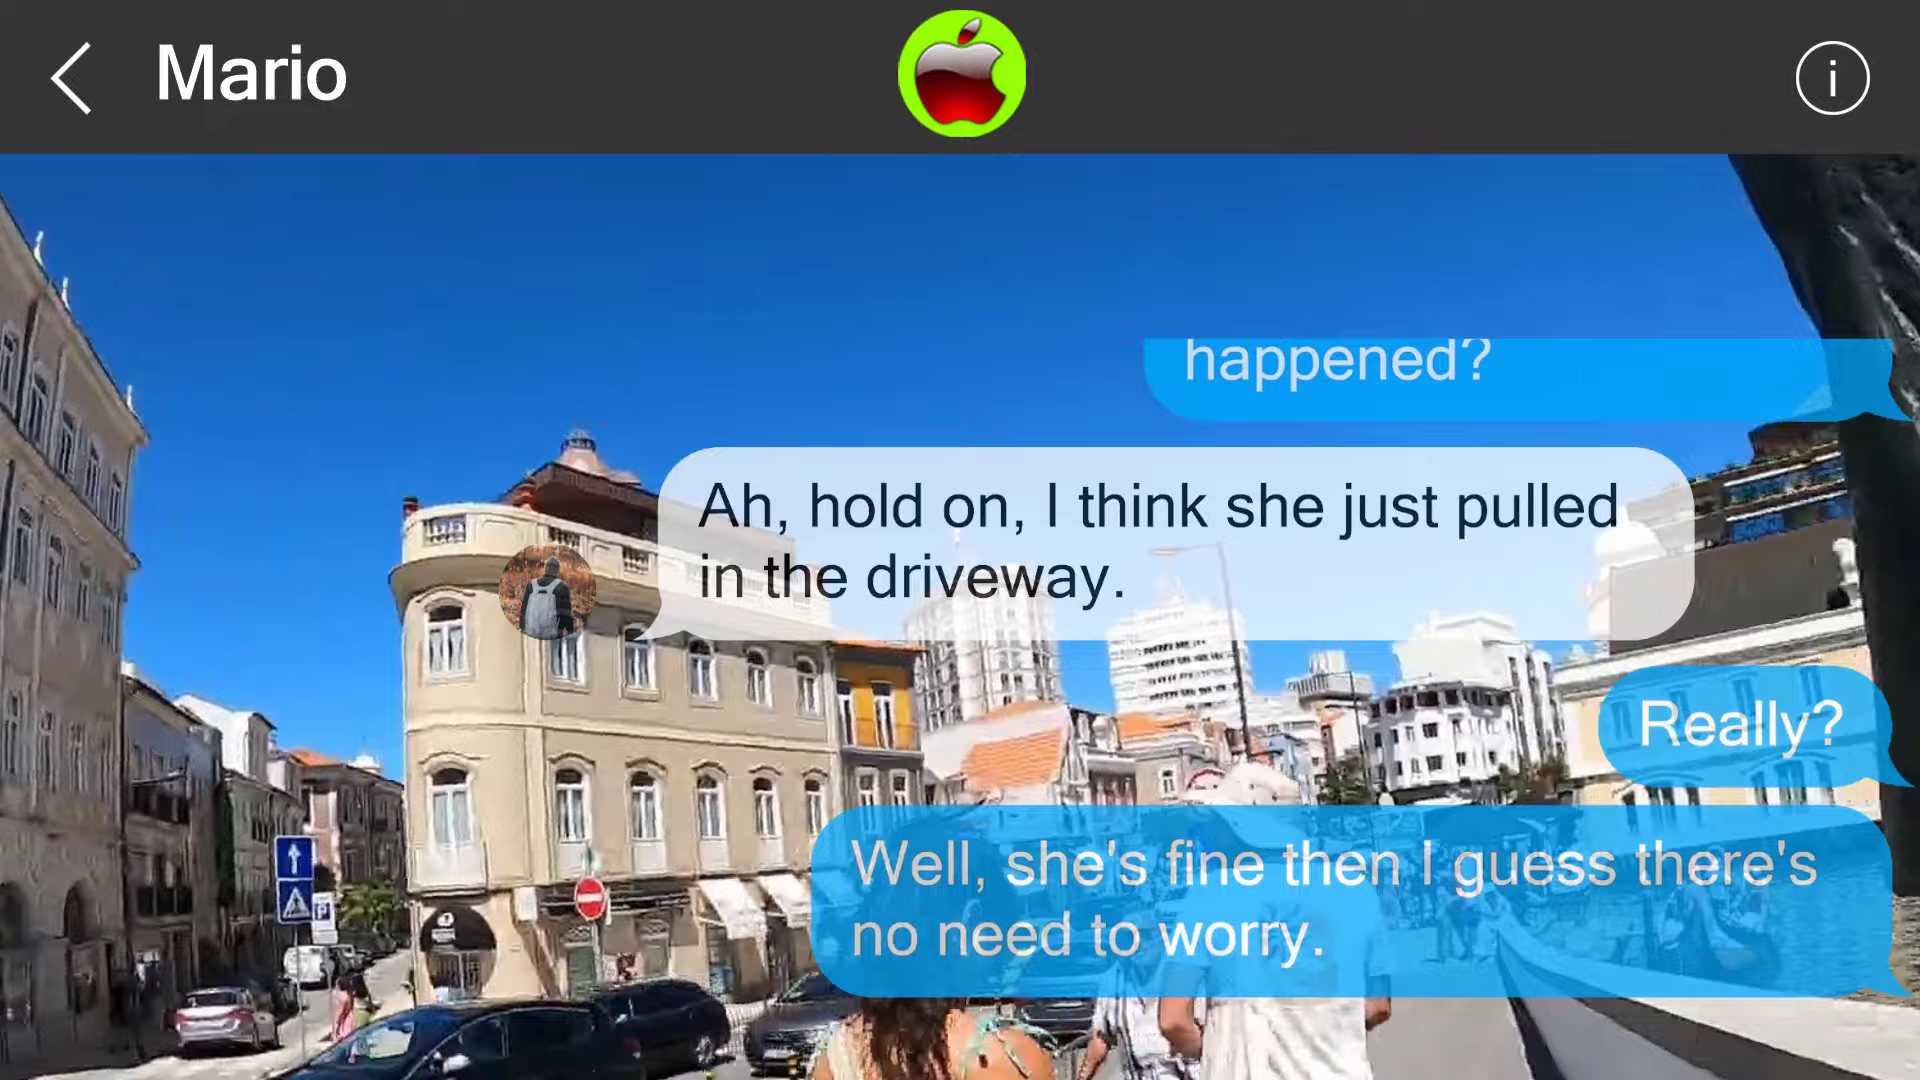 Mario
i
happened?
Ah, hold on, I think she just pulled
in the driveway.
Really?
Well, she's fine then I guess there's
no need to worry.
P